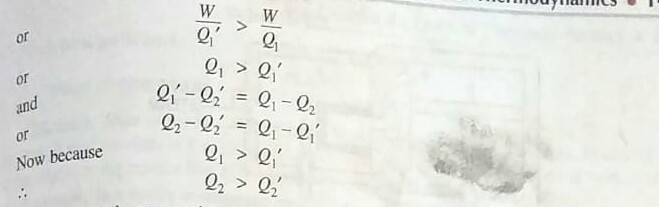 Thermodynamics •
or W/Q₁′ > W/Q₁
or Q₁ > Q₁′
and Q₁′ − Q₂′ = Q₁ − Q₂
or Q₂ − Q₂′ = Q₁ − Q₁′
Now because Q₁ > Q₁′
∴ Q₂ > Q₂′